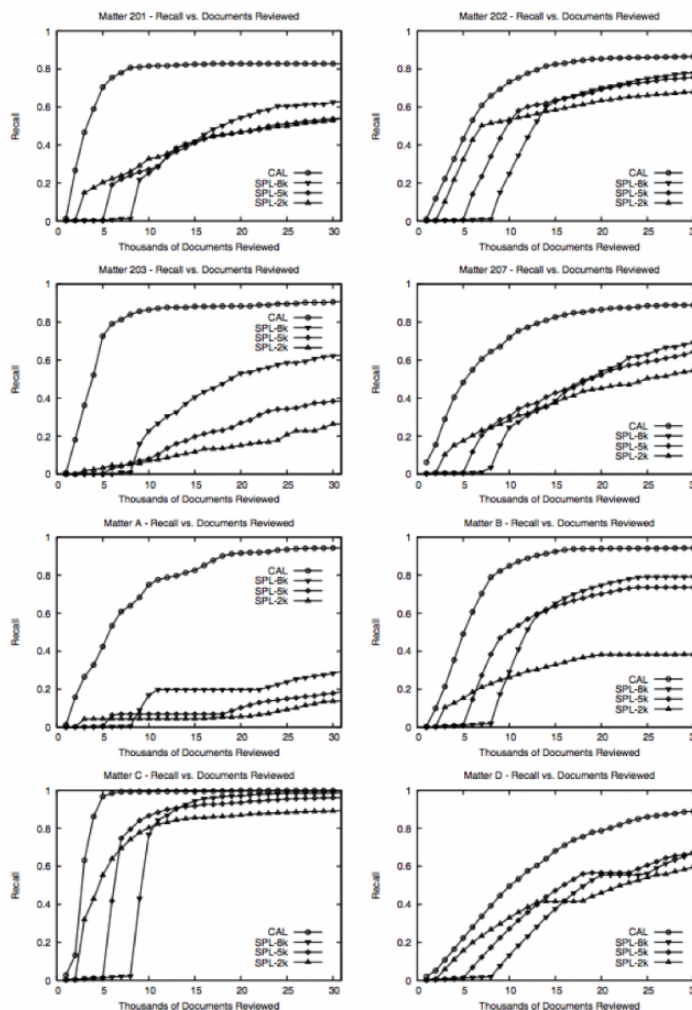 Matter 201 - Recall vs. Documents Reviewed
1
0.8
0.6
0.4
0.2
0
Recall
CAL
SPL-8k
SPL-5k
SPL-2k
0 5 10 15 20 25 30
Thousands of Documents Reviewed
Matter 202 - Recall vs. Documents Reviewed
1
0.8
0.6
0.4
0.2
0
Recall
CAL
SPL-8k
SPL-5k
SPL-2k
0 5 10 15 20 25 30
Thousands of Documents Reviewed
Matter 203 - Recall vs. Documents Reviewed
1
0.8
0.6
0.4
0.2
0
Recall
CAL
SPL-8k
SPL-5k
SPL-2k
0 5 10 15 20 25 30
Thousands of Documents Reviewed
Matter 207 - Recall vs. Documents Reviewed
1
0.8
0.6
0.4
0.2
0
Recall
CAL
SPL-8k
SPL-5k
SPL-2k
0 5 10 15 20 25 30
Thousands of Documents Reviewed
Matter A - Recall vs. Documents Reviewed
1
0.8
0.6
0.4
0.2
0
Recall
CAL
SPL-8k
SPL-5k
SPL-2k
0 5 10 15 20 25 30
Thousands of Documents Reviewed
Matter B - Recall vs. Documents Reviewed
1
0.8
0.6
0.4
0.2
0
Recall
CAL
SPL-8k
SPL-5k
SPL-2k
0 5 10 15 20 25 30
Thousands of Documents Reviewed
Matter C - Recall vs. Documents Reviewed
1
0.8
0.6
0.4
0.2
0
Recall
CAL
SPL-8k
SPL-5k
SPL-2k
0 5 10 15 20 25 30
Thousands of Documents Reviewed
Matter D - Recall vs. Documents Reviewed
1
0.8
0.6
0.4
0.2
0
Recall
CAL
SPL-8k
SPL-5k
SPL-2k
0 5 10 15 20 25 30
Thousands of Documents Reviewed